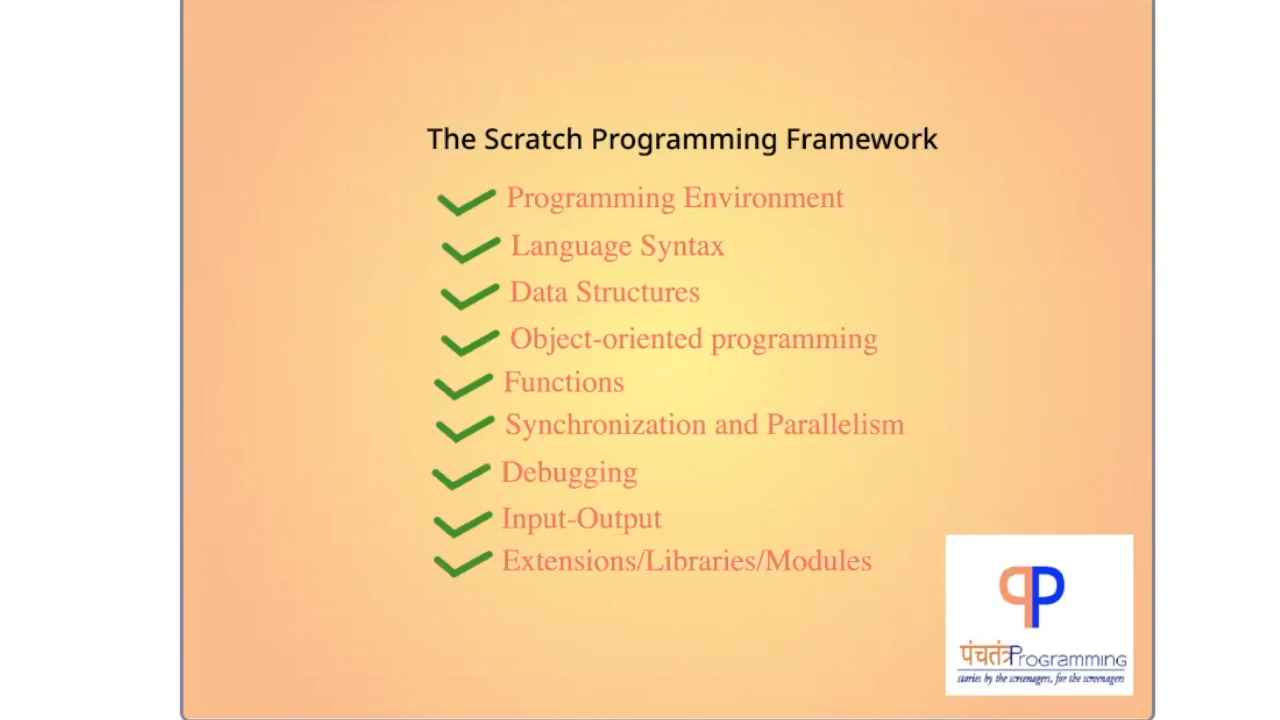 The Scratch Programming Framework
Programming Environment
Language Syntax
Data Structures
Object-oriented programming
Functions
Synchronization and Parallelism
Debugging
Input-Output
Extensions/Libraries/Modules
PP
पंचतंत्रProgramming
stories by the screenagers, for the screenagers